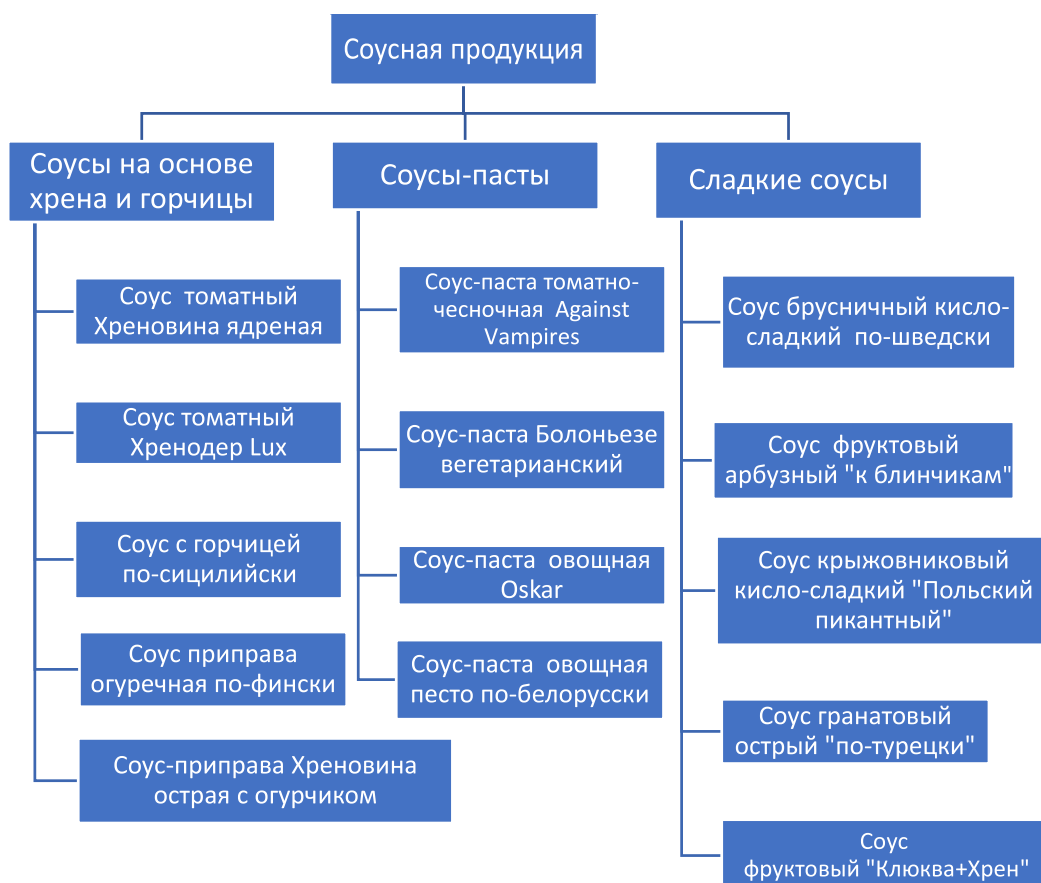 Соусная продукция
Соусы на основе
хрена и горчицы
Соус томатный
Хреновина ядреная
Соус томатный
Хренодер Lux
Соус с горчицей
по-сицилийски
Соус приправа
огуречная по-фински
Соус-приправа Хреновина
острая с огурчиком
Соусы-пасты
Соус-паста томатно-
чесночная Against
Vampires
Соус-паста Болоньезе
вегетарианский
Соус-паста овощная
Oskar
Соус-паста овощная
песто по-белорусски
Сладкие соусы
Соус брусничный кисло-
сладкий по-шведски
Соус фруктовый
арбузный "к блинчикам"
Соус крыжовниковый
кисло-сладкий "Польский
пикантный"
Соус гранатовый
острый "по-турецки"
Соус
фруктовый "Клюква+Хрен"